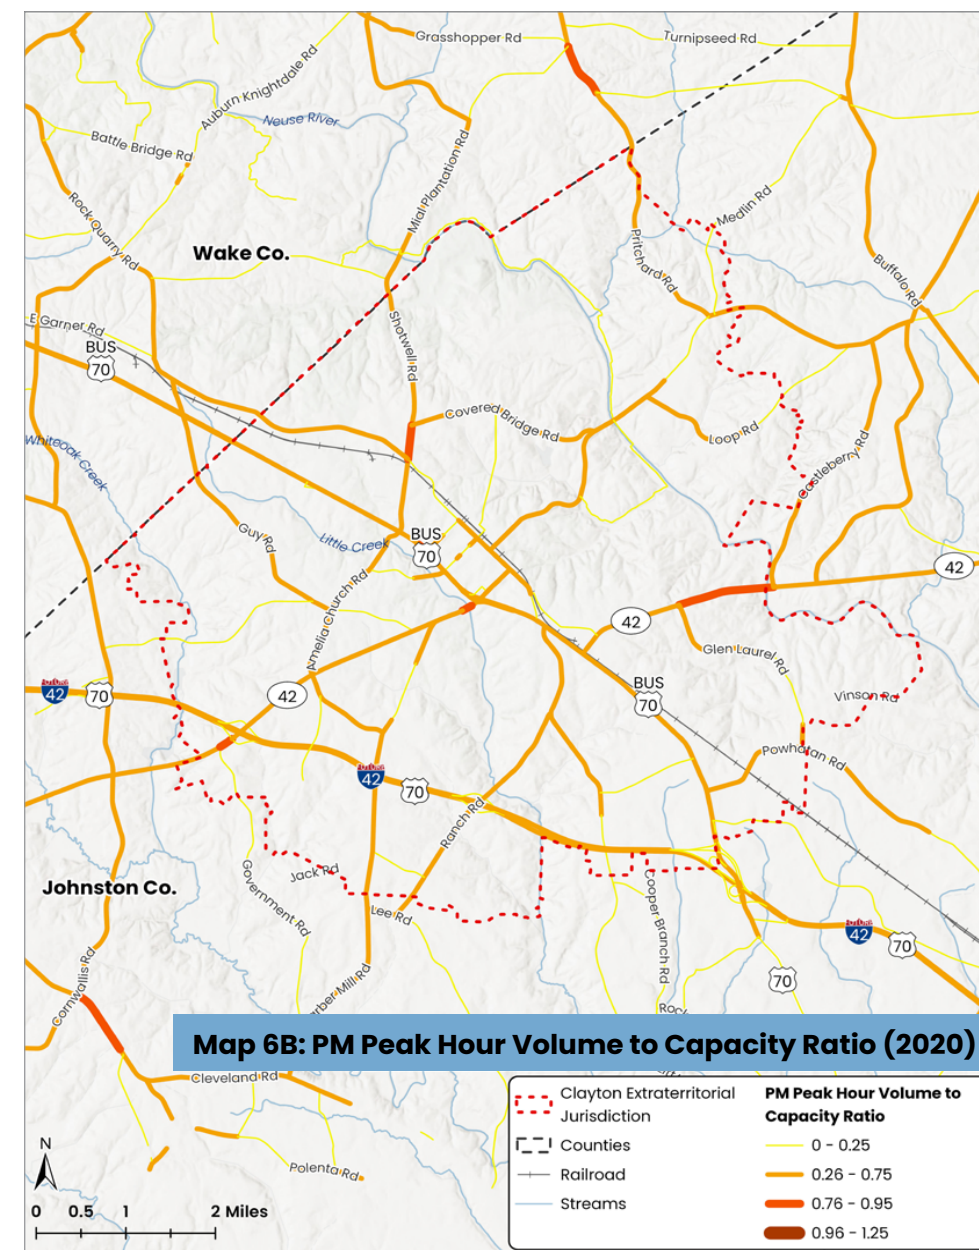 Grasshopper Rd
Turnipseed Rd
Auburn Knightdale Rd
Neuse River
Battle Bridge Rd
Mial Plantation Rd
Rock Quarry Rd
Medlin Rd
Wake Co.
Pritchard Rd
Buffalo Rd
E Garner Rd
BUS
70
Shotwell Rd
Covered Bridge Rd
Loop Rd
Whiteoak Creek
Castleberry Rd
Guy Rd
Little Creek
BUS
70
42
Amelia Church Rd
42
Glen Laurel Rd
42
70
42
BUS
70
Vinson Rd
Powhatan Rd
42
70
Ranch Rd
Jack Rd
Johnston Co.
Government Rd
Lee Rd
Cooper Branch Rd
42
70
Cornwallis Rd
70
rber Mill Rd
Roc
Map 6B: PM Peak Hour Volume to Capacity Ratio (2020)
Cleveland Rd
Polenta Rd
N
0 0.5 1 2 Miles
Clayton Extraterritorial
Jurisdiction
Counties
Railroad
Streams
PM Peak Hour Volume to
Capacity Ratio
0 - 0.25
0.26 - 0.75
0.76 - 0.95
0.96 - 1.25